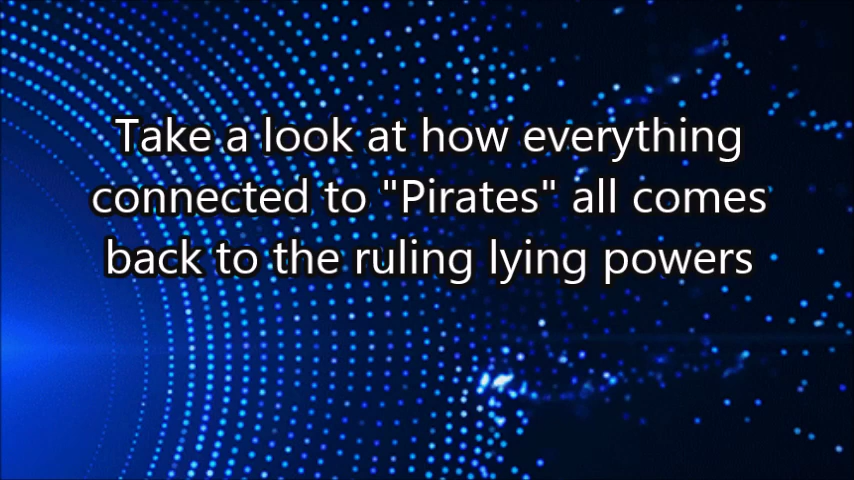 Take a look at how everything
connected to "Pirates" all comes
back to the ruling lying powers